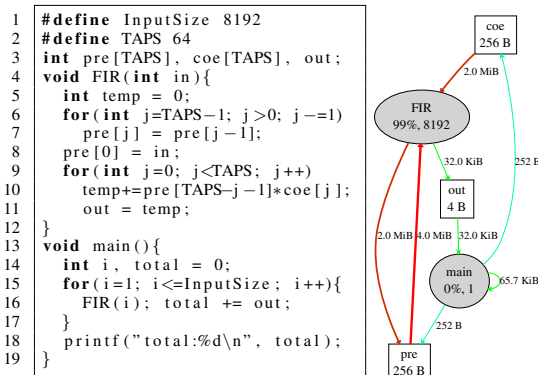 1 #define InputSize 8192
2 #define TAPS 64
3 int pre[TAPS], coe[TAPS], out;
4 void FIR(int in){
5 int temp = 0;
6 for(int j=TAPS-1; j>0; j-=1)
7 pre[j] = pre[j-1];
8 pre[0] = in;
9 for(int j=0; j<TAPS; j++)
10 temp+=pre[TAPS-j-1]*coe[j];
11 out = temp;
12 }
13 void main(){
14 int i, total = 0;
15 for(i=1; i<=InputSize; i++){
16 FIR(i); total += out;
17 }
18 printf("total:%d\n", total);
19 }
coe
256 B
2.0 MiB
FIR
99%, 8192
32.0 KiB
252 B
out
4 B
2.0 MiB
4.0 MiB
32.0 KiB
main
0%, 1
65.7 KiB
252 B
pre
256 B